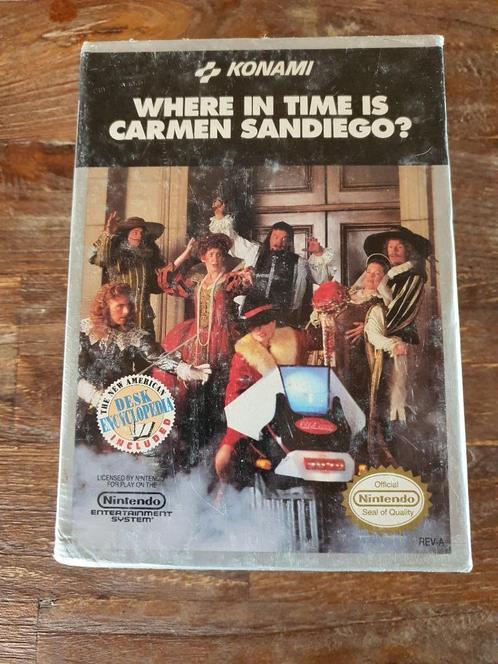 KONAMI
WHERE IN TIME IS
CARMEN SANDIEGO?
THE NEW AMERICAN
DESK
ENCYCLOPEDIA
INCLUDED
LICENSED BY NINTENDO
FOR PLAY ON THE
Nintendo
ENTERTAINMENT
SYSTEM™
Official
Nintendo
Seal of Quality
REV-A